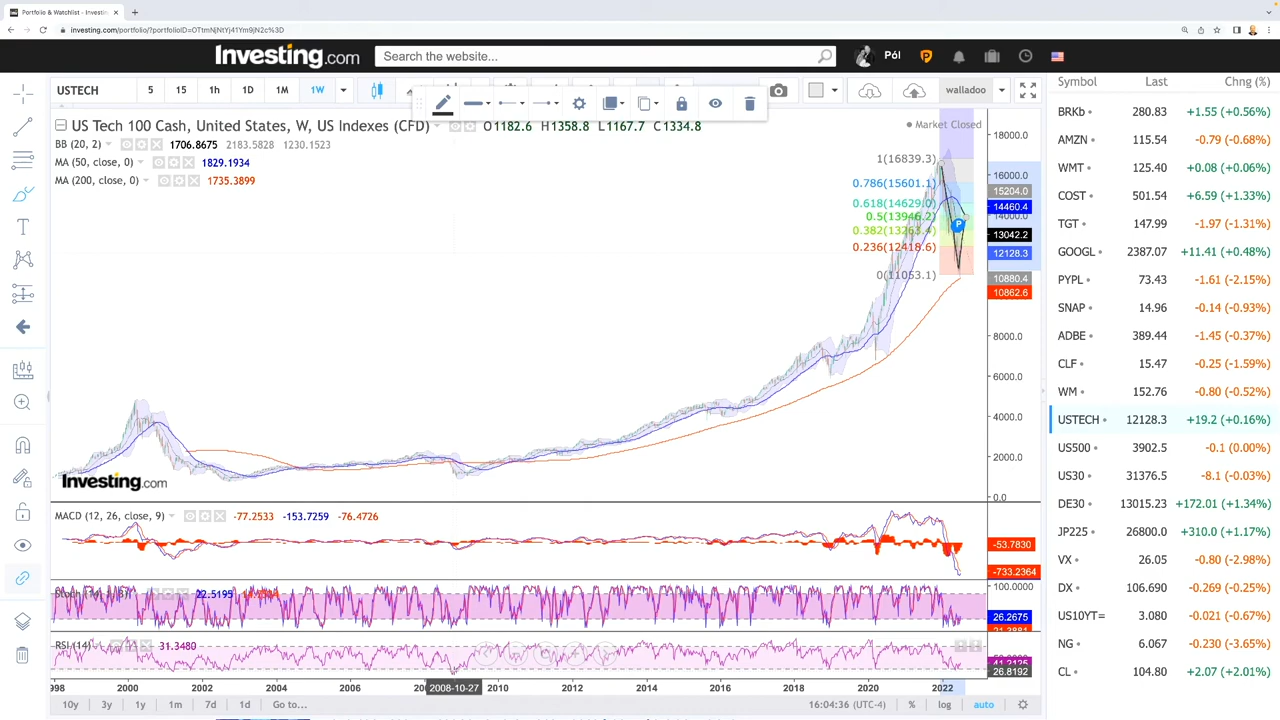 Portfolio & Watchlist - Investing
investing.com/portfolio/?portfolioID=OTtmNjNtYj41Ym9jN2c%3D
Investing.com
Search the website...
Pól
USTECH 5 15 1h 1D 1M 1W
walladoo
US Tech 100 Cash, United States, W, US Indexes (CFD) O1182.6 H1358.8 L1167.7 C1334.8
Market Closed
BB (20, 2) 1706.8675 2183.5828 1230.1523
MA (50, close, 0) 1829.1934
MA (200, close, 0) 1735.3899
1(16839.3)
0.786(15601.1)
0.618(14629.0)
0.5(13946.2)
0.382(13263.4)
0.236(12418.6)
0(11053.1)
P
18000.0
16000.0
15204.0
14460.4
14000.0
13042.2
12128.3
10880.4
10862.6
8000.0
6000.0
4000.0
2000.0
0.0
Investing.com
MACD (12, 26, close, 9) -77.2533 -153.7259 -76.4726
-53.7830
-733.2364
22.5195
100.0000
26.2675
RSI (14) 31.3480
41.2125
26.8192
998 2000 2002 2004 2006 2008-10-27 2010 2012 2014 2016 2018 2020 2022
10y 3y 1y 1m 7d 1d Go to... 16:04:36 (UTC-4) % log auto
Symbol Last Chng (%)
BRKb 280.83 +1.55 (+0.56%)
AMZN 115.54 -0.79 (-0.68%)
WMT 125.40 +0.08 (+0.06%)
COST 501.54 +6.59 (+1.33%)
TGT 147.99 -1.97 (-1.31%)
GOOGL 2387.07 +11.41 (+0.48%)
PYPL 73.43 -1.61 (-2.15%)
SNAP 14.96 -0.14 (-0.93%)
ADBE 389.44 -1.45 (-0.37%)
CLF 15.47 -0.25 (-1.59%)
WM 152.76 -0.80 (-0.52%)
USTECH 12128.3 +19.2 (+0.16%)
US500 3902.5 -0.1 (0.00%)
US30 31376.5 -8.1 (-0.03%)
DE30 13015.23 +172.01 (+1.34%)
JP225 26800.0 +310.0 (+1.17%)
VX 26.05 -0.80 (-2.98%)
DX 106.690 -0.269 (-0.25%)
US10YT= 3.080 -0.021 (-0.67%)
NG 6.067 -0.230 (-3.65%)
CL 104.80 +2.07 (+2.01%)